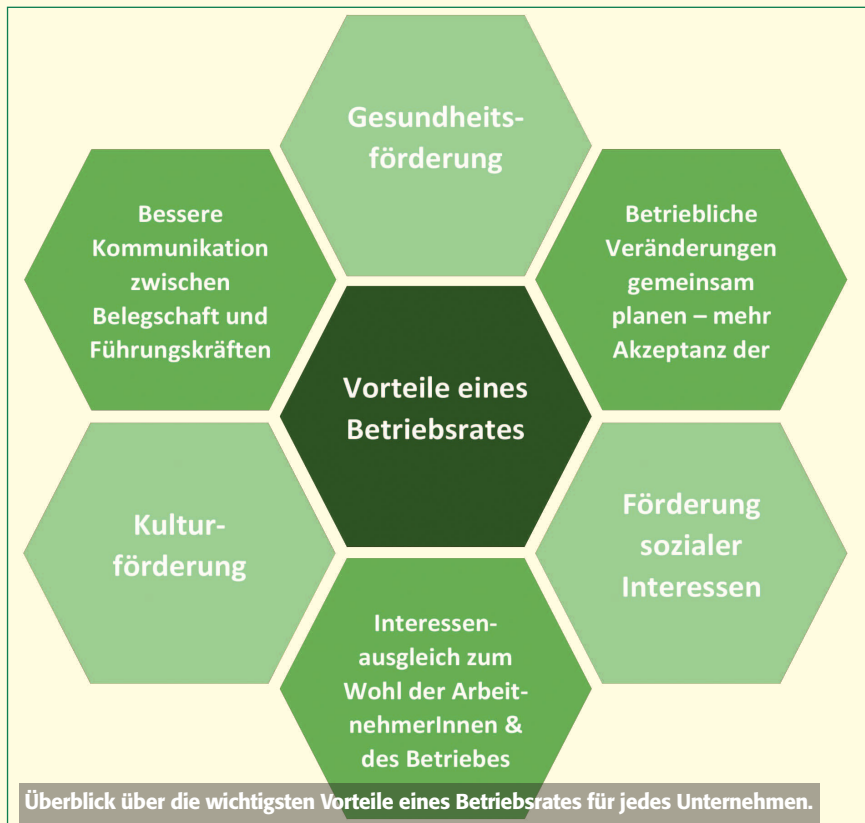 Gesundheits-
förderung
Bessere
Kommunikation
zwischen
Belegschaft und
Führungskräften
Betriebliche
Veränderungen
gemeinsam
planen – mehr
Akzeptanz der
Vorteile eines
Betriebsrates
Kultur-
förderung
Förderung
sozialer
Interessen
Interessen-
ausgleich zum
Wohl der Arbeit-
nehmerInnen &
des Betriebes
Überblick über die wichtigsten Vorteile eines Betriebsrates für jedes Unternehmen.